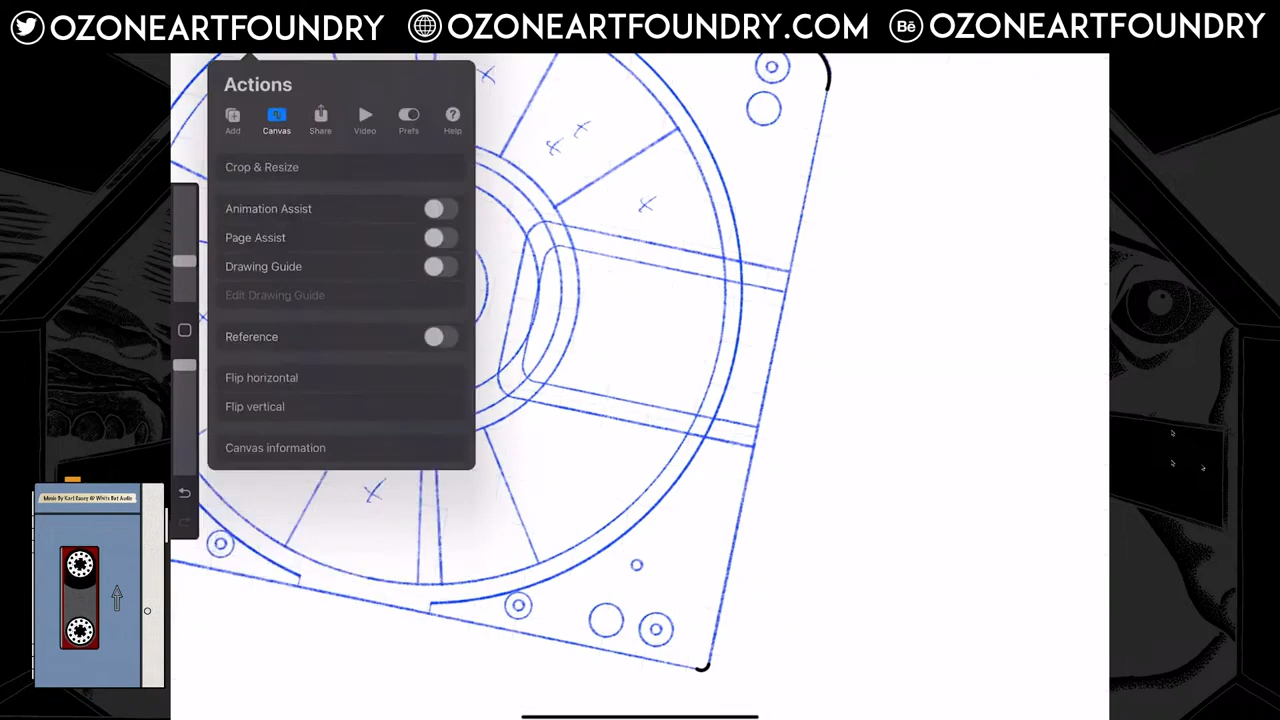 OZONEARTFOUNDRY OZONEARTFOUNDRY.COM Bē OZONEARTFOUNDRY
Actions
Add Canvas Share Video Prefs Help
Crop & Resize
Animation Assist
Page Assist
Drawing Guide
Edit Drawing Guide
Reference
Flip horizontal
Flip vertical
Canvas information
Music By Karl Casey @ White Bat Audio